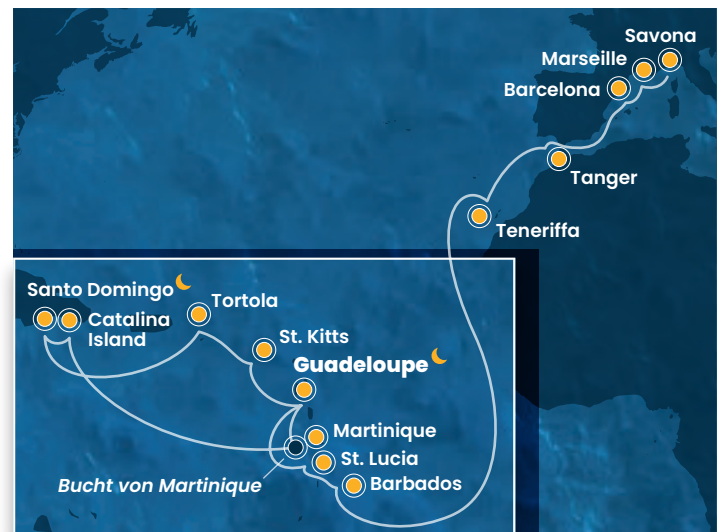 Savona
Marseille
Barcelona
Tanger
Teneriffa
Santo Domingo
Tortola
Catalina
Island
St. Kitts
Guadeloupe
Martinique
St. Lucia
Bucht von Martinique
Barbados